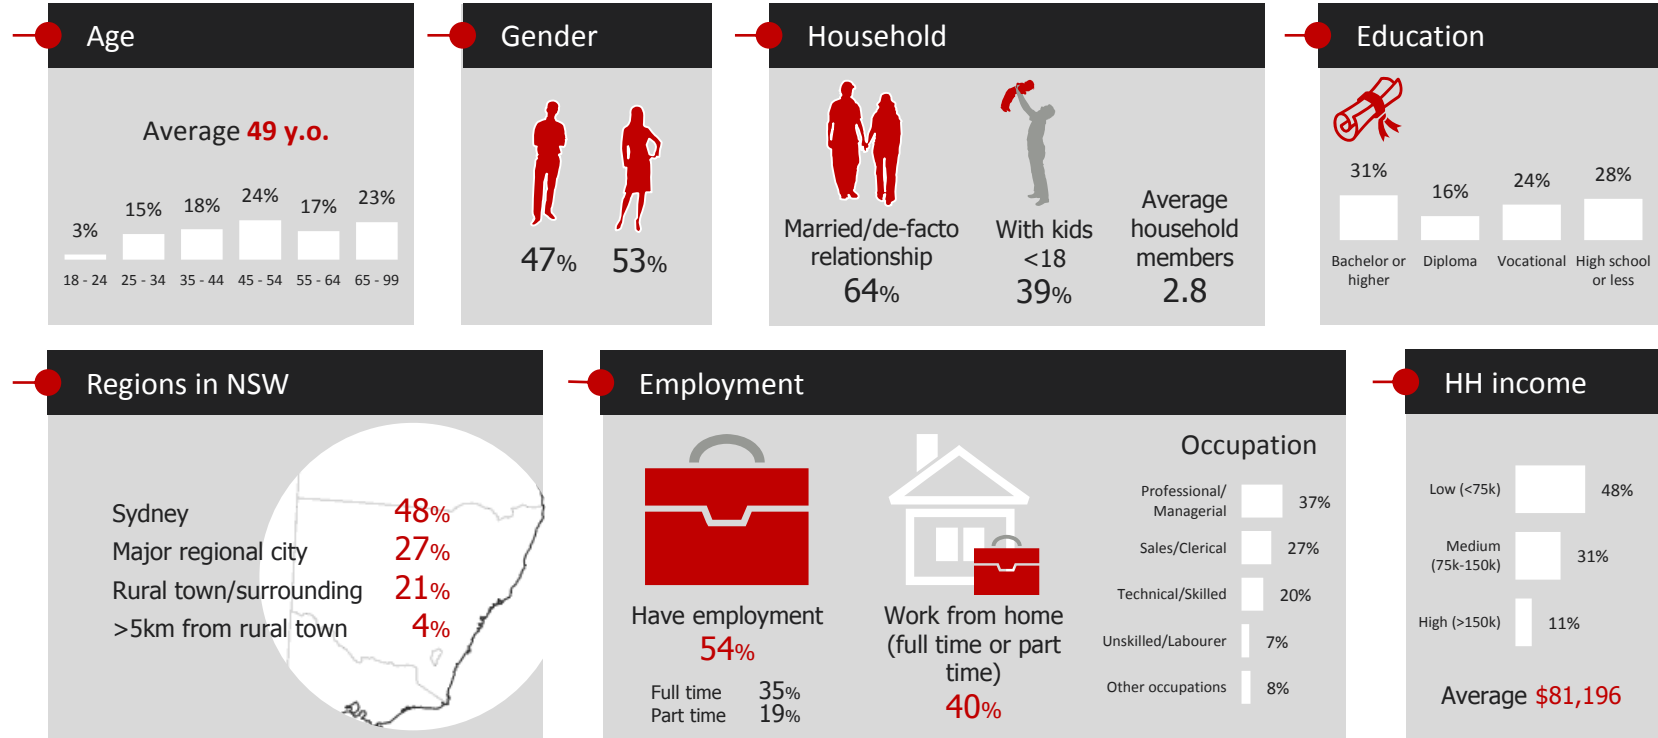 Age
Average 49 y.o.
3% 15% 18% 24% 17% 23%
18 - 24 25 - 34 35 - 44 45 - 54 55 - 64 65 - 99
Gender
47% 53%
Household
Married/de-facto
relationship
64%
With kids
<18
39%
Average
household
members
2.8
Education
31% 16% 24% 28%
Bachelor or
higher
Diploma
Vocational
High school
or less
Regions in NSW
Sydney 48%
Major regional city 27%
Rural town/surrounding 21%
>5km from rural town 4%
Employment
Have employment
54%
Full time 35%
Part time 19%
Work from home
(full time or part
time)
40%
Occupation
Professional/
Managerial 37%
Sales/Clerical 27%
Technical/Skilled 20%
Unskilled/Labourer 7%
Other occupations 8%
HH income
Low (<75k) 48%
Medium
(75k-150k) 31%
High (>150k) 11%
Average $81,196